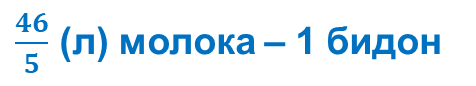 46/5 (л) молока – 1 бидон